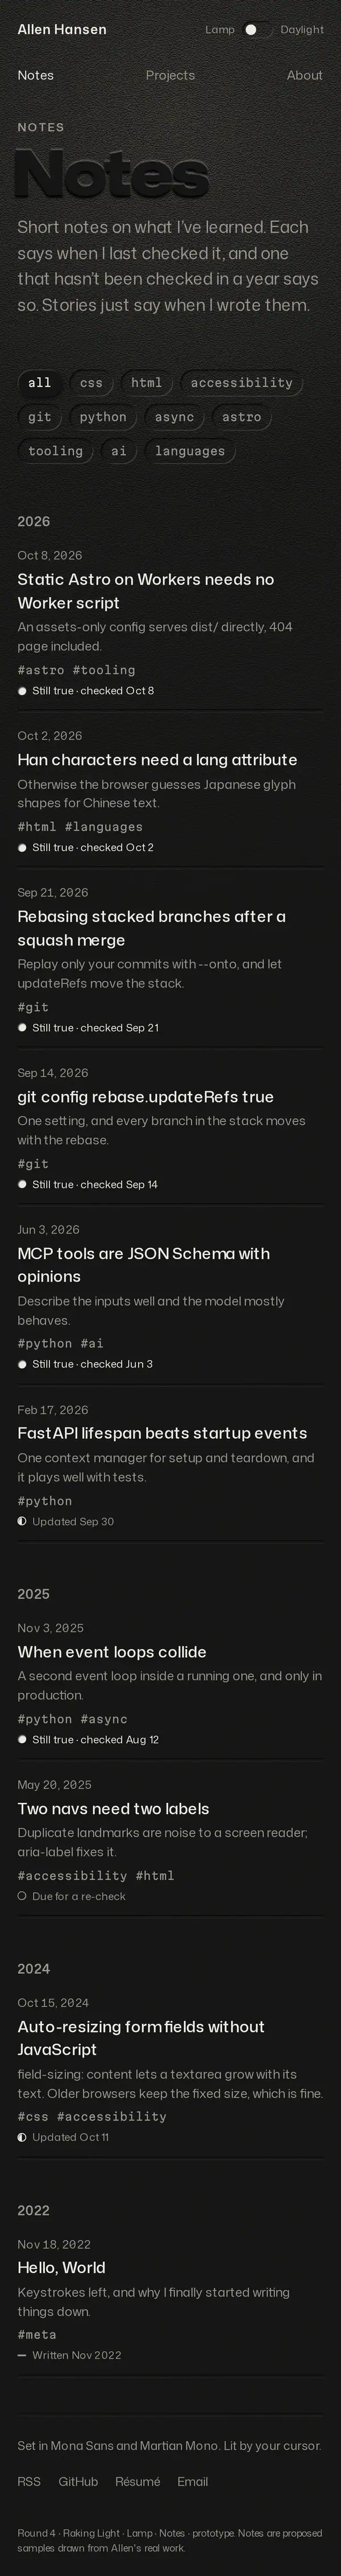 Allen Hansen
Lamp Daylight
Notes Projects About
NOTES
Notes
Short notes on what I've learned. Each
says when I last checked it, and one
that hasn't been checked in a year says
so. Stories just say when I wrote them.
all css html accessibility
git python async astro
tooling ai languages
2026
Oct 8, 2026
Static Astro on Workers needs no
Worker script
An assets-only config serves dist/ directly, 404
page included.
#astro #tooling
Still true · checked Oct 8
Oct 2, 2026
Han characters need a lang attribute
Otherwise the browser guesses Japanese glyph
shapes for Chinese text.
#html #languages
Still true · checked Oct 2
Sep 21, 2026
Rebasing stacked branches after a
squash merge
Replay only your commits with --onto, and let
updateRefs move the stack.
#git
Still true · checked Sep 21
Sep 14, 2026
git config rebase.updateRefs true
One setting, and every branch in the stack moves
with the rebase.
#git
Still true · checked Sep 14
Jun 3, 2026
MCP tools are JSON Schema with
opinions
Describe the inputs well and the model mostly
behaves.
#python #ai
Still true · checked Jun 3
Feb 17, 2026
FastAPI lifespan beats startup events
One context manager for setup and teardown, and
it plays well with tests.
#python
Updated Sep 30
2025
Nov 3, 2025
When event loops collide
A second event loop inside a running one, and only in
production.
#python #async
Still true · checked Aug 12
May 20, 2025
Two navs need two labels
Duplicate landmarks are noise to a screen reader;
aria-label fixes it.
#accessibility #html
Due for a re-check
2024
Oct 15, 2024
Auto-resizing form fields without
JavaScript
field-sizing: content lets a textarea grow with its
text. Older browsers keep the fixed size, which is fine.
#css #accessibility
Updated Oct 11
2022
Nov 18, 2022
Hello, World
Keystrokes left, and why I finally started writing
things down.
#meta
Written Nov 2022
Set in Mona Sans and Martian Mono. Lit by your cursor.
RSS GitHub Résumé Email
Round 4 · Raking Light · Lamp · Notes · prototype. Notes are proposed
samples drawn from Allen's real work.